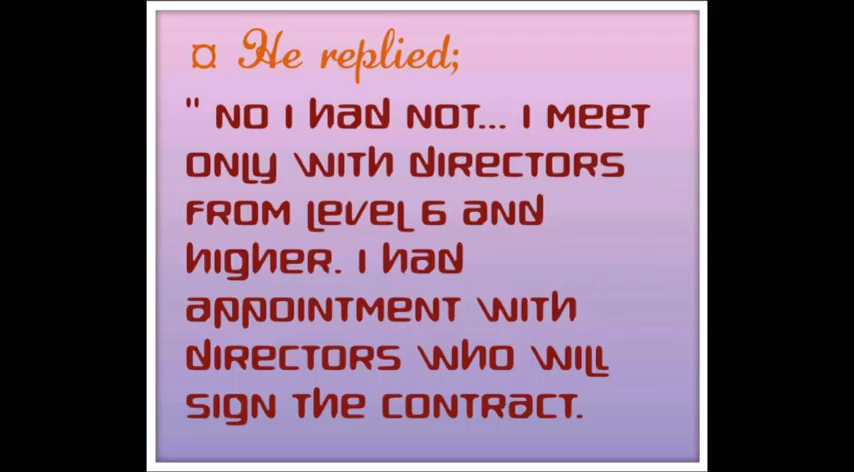 ¤ He replied;
" No I had not... I meet
only with directors
from level 6 and
higher. I had
appointment with
directors who will
sign the contract.